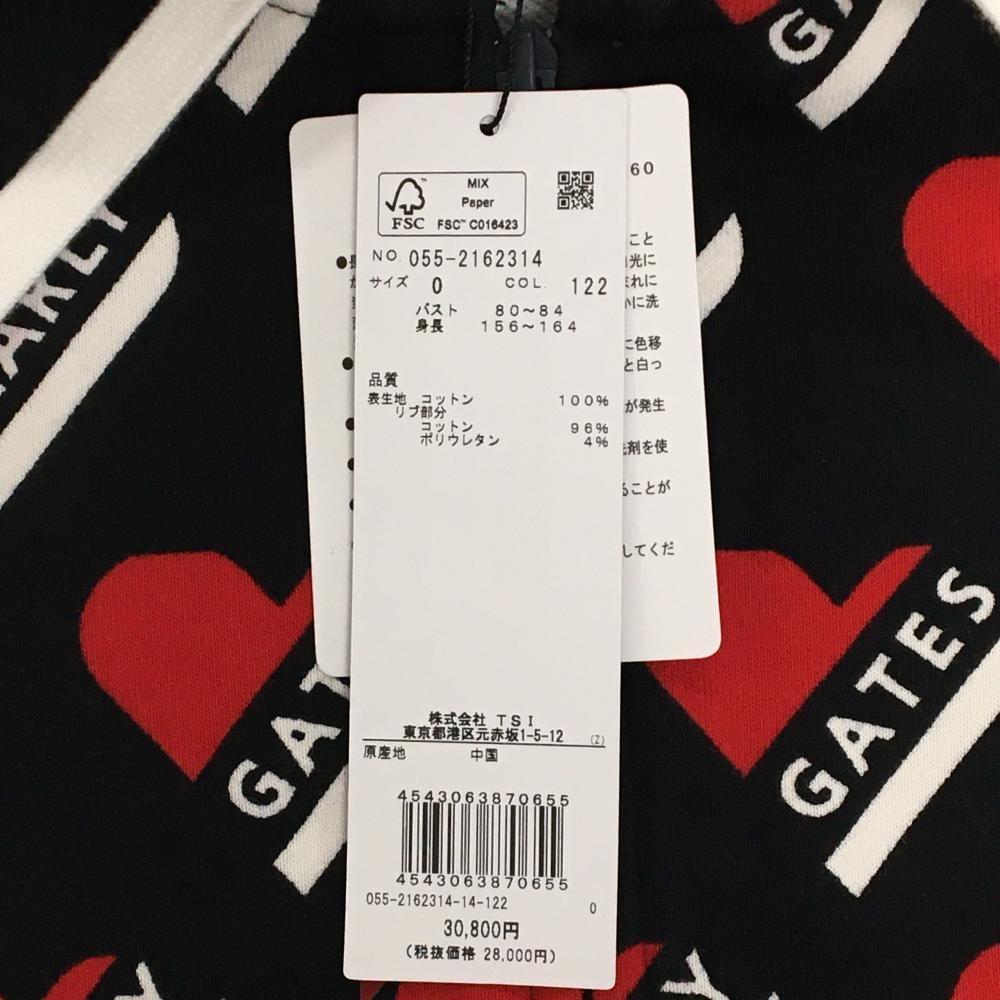 MIX
Paper
FSC
FSC™ C016423
NO. 055-2162314
サイズ 0 COL. 122
バスト 80～84
身長 156～164
品質
表生地 コットン 100%
リブ部分
コットン 96%
ポリウレタン 4%
株式会社 TSI
東京都港区元赤坂1-5-12 (Z)
原産地 中国
4543063870655
4543063870655
055-2162314-14-122 0
30,800円
(税抜価格 28,000円)
60
こと
光に
まれに
かに洗
に色移
と白っ
が発生
洗剤を使
ることが
してくだ
GATES
GATES